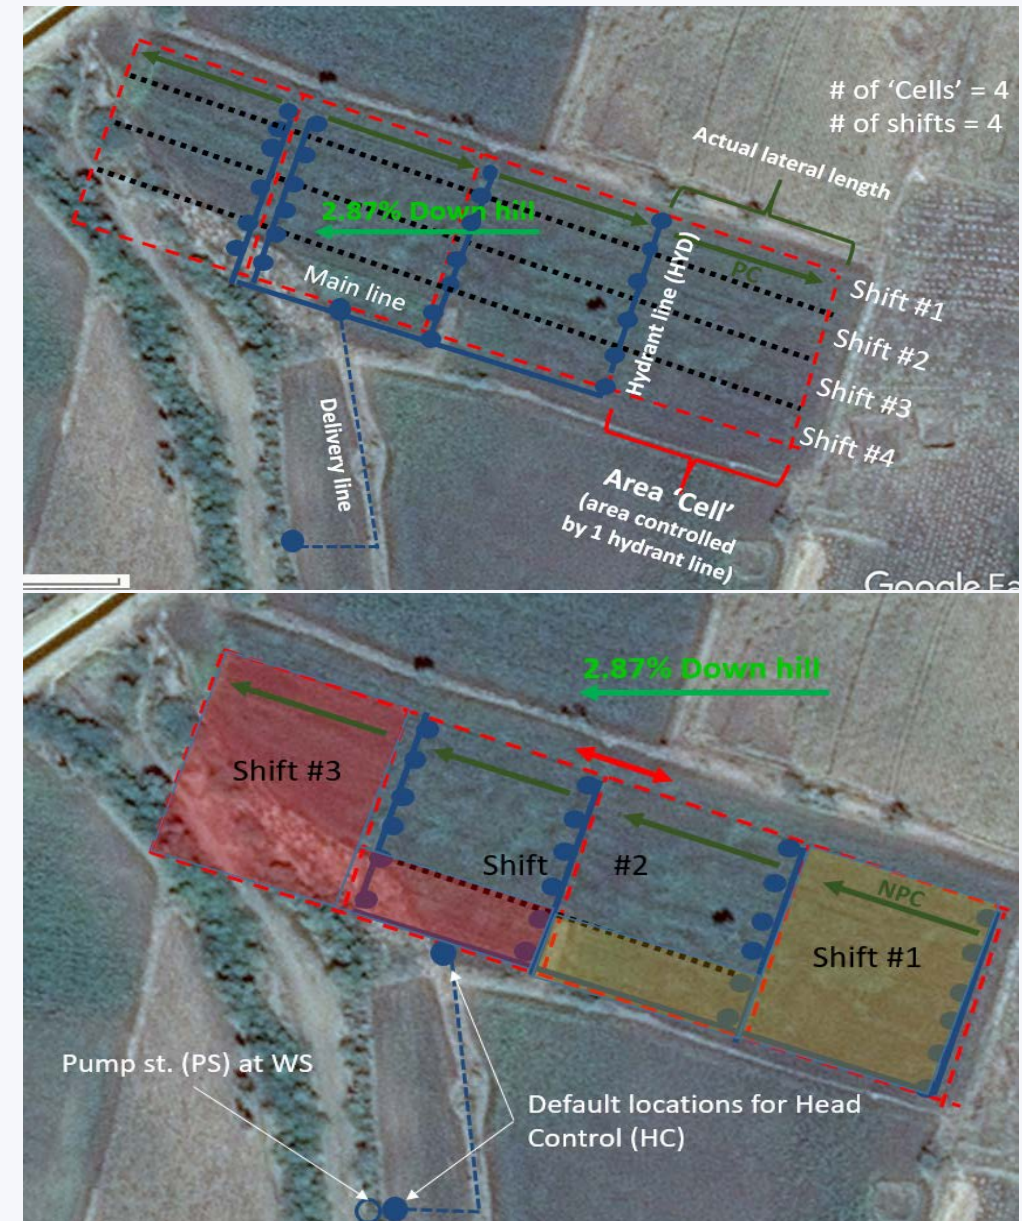 # of ‘Cells’ = 4
# of shifts = 4
Actual lateral length
2.87% Down hill
Main line
Hydrant line (HYD)
PC
Shift #1
Shift #2
Shift #3
Shift #4
Delivery line
Area ‘Cell’
(area controlled
by 1 hydrant line)
Google Ea
2.87% Down hill
Shift #3
Shift #2
NPC
Shift #1
Pump st. (PS) at WS
Default locations for Head
Control (HC)